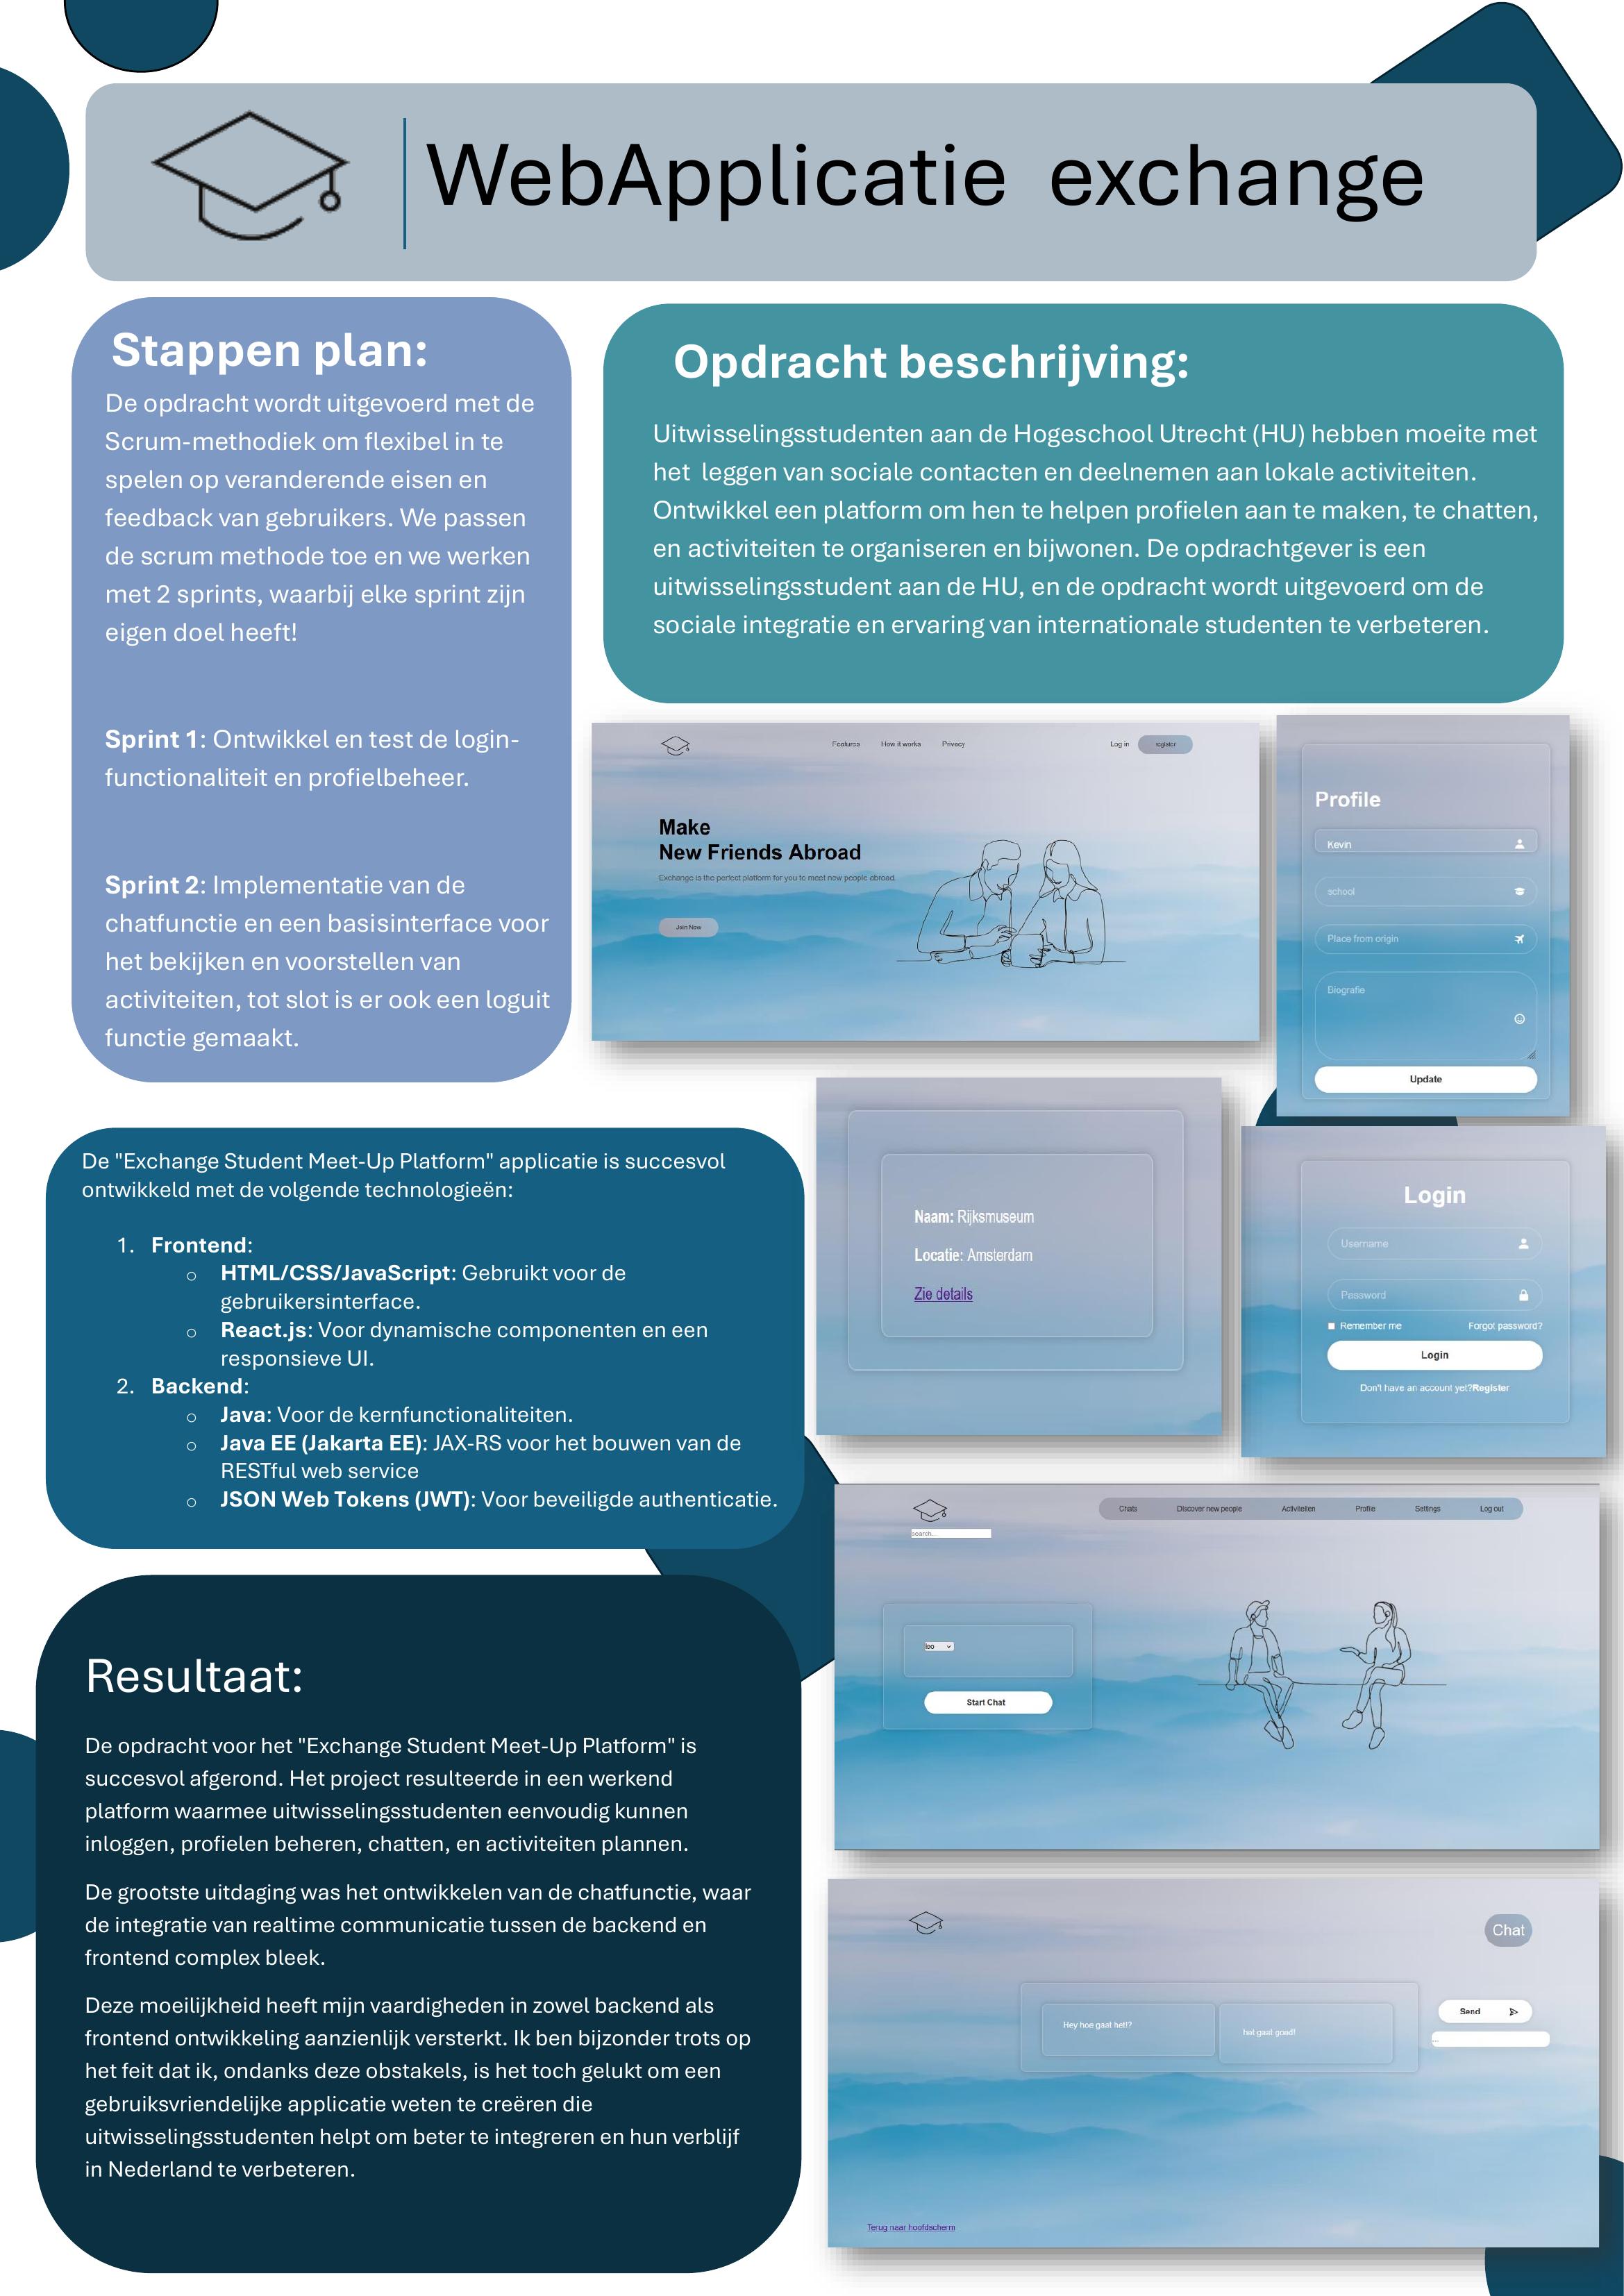 WebApplicatie  exchange
Stappen plan:
De opdracht wordt uitgevoerd met de
Scrum-methodiek om flexibel in te
spelen op veranderende eisen en
feedback van gebruikers. We passen
de scrum methode toe en we werken
met 2 sprints, waarbij elke sprint zijn
eigen doel heeft!
Sprint 1: Ontwikkel en test de login-
functionaliteit en profielbeheer.
Sprint 2: Implementatie van de
chatfunctie en een basisinterface voor
het bekijken en voorstellen van
activiteiten, tot slot is er ook een loguit
functie gemaakt.
Opdracht beschrijving:
Uitwisselingsstudenten aan de Hogeschool Utrecht (HU) hebben moeite met
het  leggen van sociale contacten en deelnemen aan lokale activiteiten.
Ontwikkel een platform om hen te helpen profielen aan te maken, te chatten,
en activiteiten te organiseren en bijwonen. De opdrachtgever is een
uitwisselingsstudent aan de HU, en de opdracht wordt uitgevoerd om de
sociale integratie en ervaring van internationale studenten te verbeteren.
Features How it works Privacy Log in register
Make
New Friends Abroad
Exchange is the perfect platform for you to meet new people abroad.
Join Now
Profile
Kevin
school
Place from origin
Biografie
Update
De "Exchange Student Meet-Up Platform" applicatie is succesvol
ontwikkeld met de volgende technologieën:
1. Frontend:
o HTML/CSS/JavaScript: Gebruikt voor de
gebruikersinterface.
o React.js: Voor dynamische componenten en een
responsieve UI.
2. Backend:
o Java: Voor de kernfunctionaliteiten.
o Java EE (Jakarta EE): JAX-RS voor het bouwen van de
RESTful web service
o JSON Web Tokens (JWT): Voor beveiligde authenticatie.
Naam: Rijksmuseum
Locatie: Amsterdam
Zie details
Login
Username
Password
Remember me Forgot password?
Login
Don't have an account yet?Register
Chats Discover new people Activiteiten Profile Settings Log out
search...
Start Chat
Resultaat:
De opdracht voor het "Exchange Student Meet-Up Platform" is
succesvol afgerond. Het project resulteerde in een werkend
platform waarmee uitwisselingsstudenten eenvoudig kunnen
inloggen, profielen beheren, chatten, en activiteiten plannen.
De grootste uitdaging was het ontwikkelen van de chatfunctie, waar
de integratie van realtime communicatie tussen de backend en
frontend complex bleek.
Deze moeilijkheid heeft mijn vaardigheden in zowel backend als
frontend ontwikkeling aanzienlijk versterkt. Ik ben bijzonder trots op
het feit dat ik, ondanks deze obstakels, is het toch gelukt om een
gebruiksvriendelijke applicatie weten te creëren die
uitwisselingsstudenten helpt om beter te integreren en hun verblijf
in Nederland te verbeteren.
Chat
Send
Hey hoe gaat het!?
het gaat goed!
Terug naar hoofdscherm